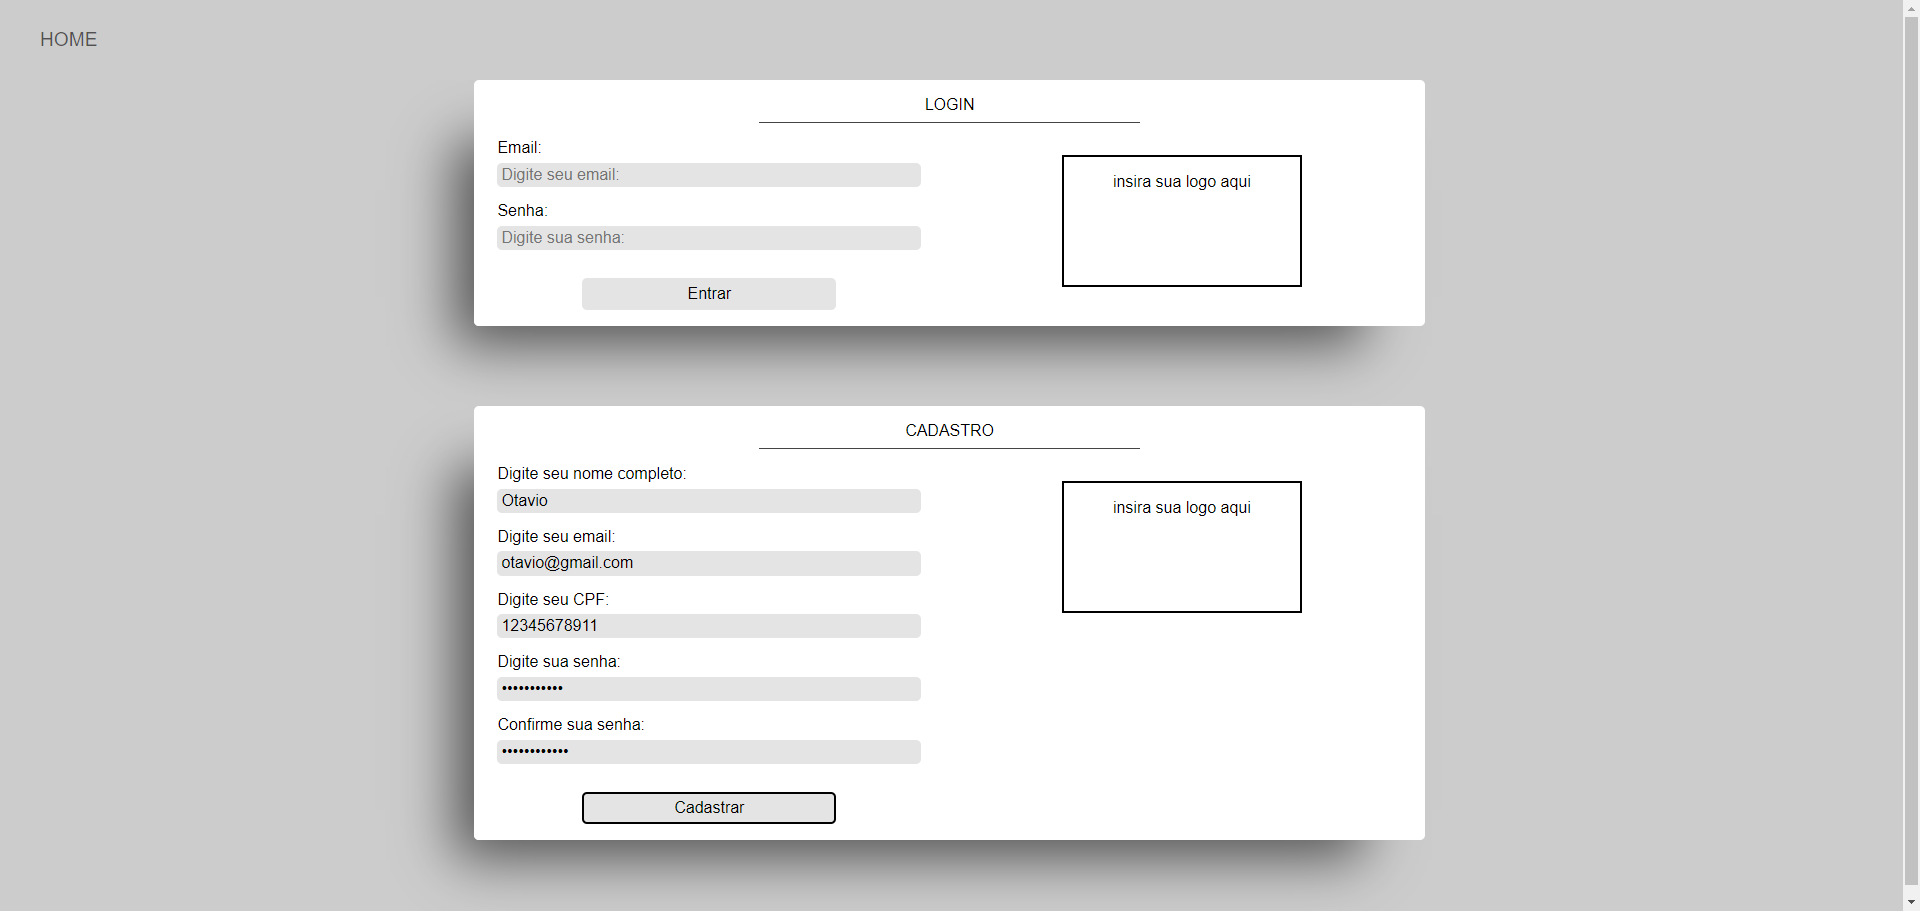 HOME
LOGIN
Email:
Digite seu email:
Senha:
Digite sua senha:
Entrar
insira sua logo aqui
CADASTRO
Digite seu nome completo:
Otavio
Digite seu email:
otavio@gmail.com
Digite seu CPF:
12345678911
Digite sua senha:
•••••••••••
Confirme sua senha:
••••••••••••
Cadastrar
insira sua logo aqui